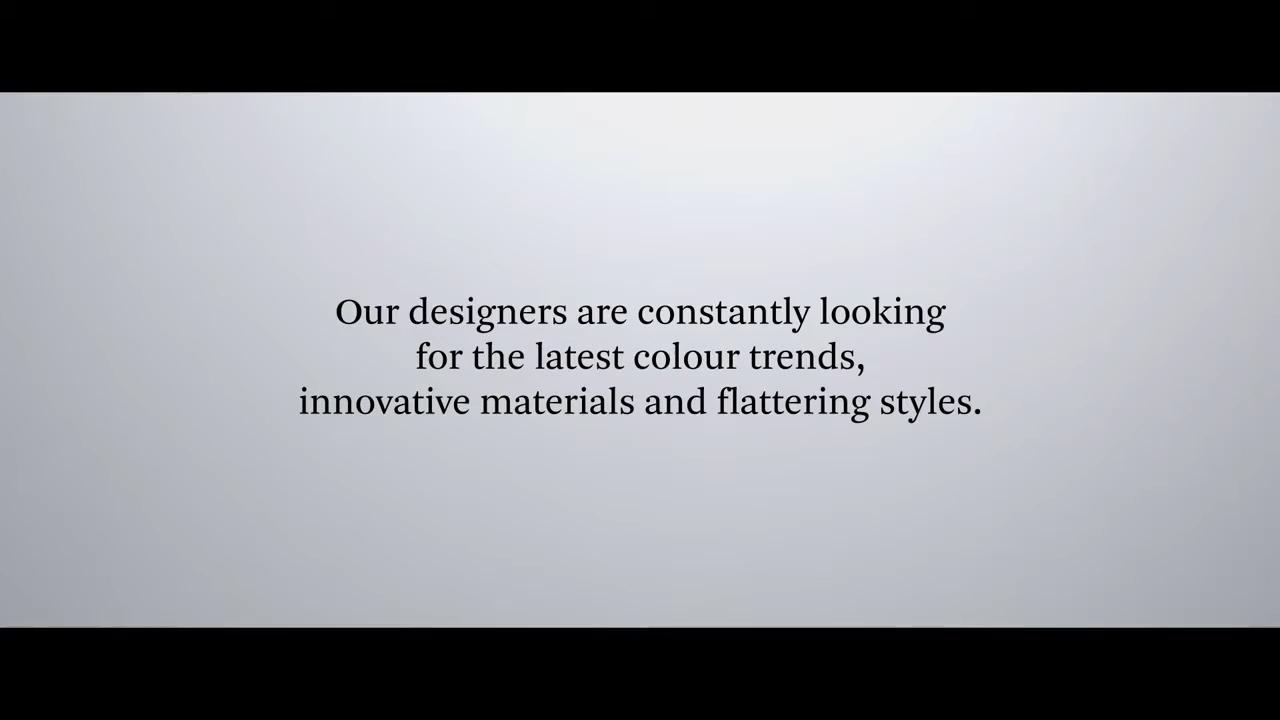 Our designers are constantly looking
for the latest colour trends,
innovative materials and flattering styles.